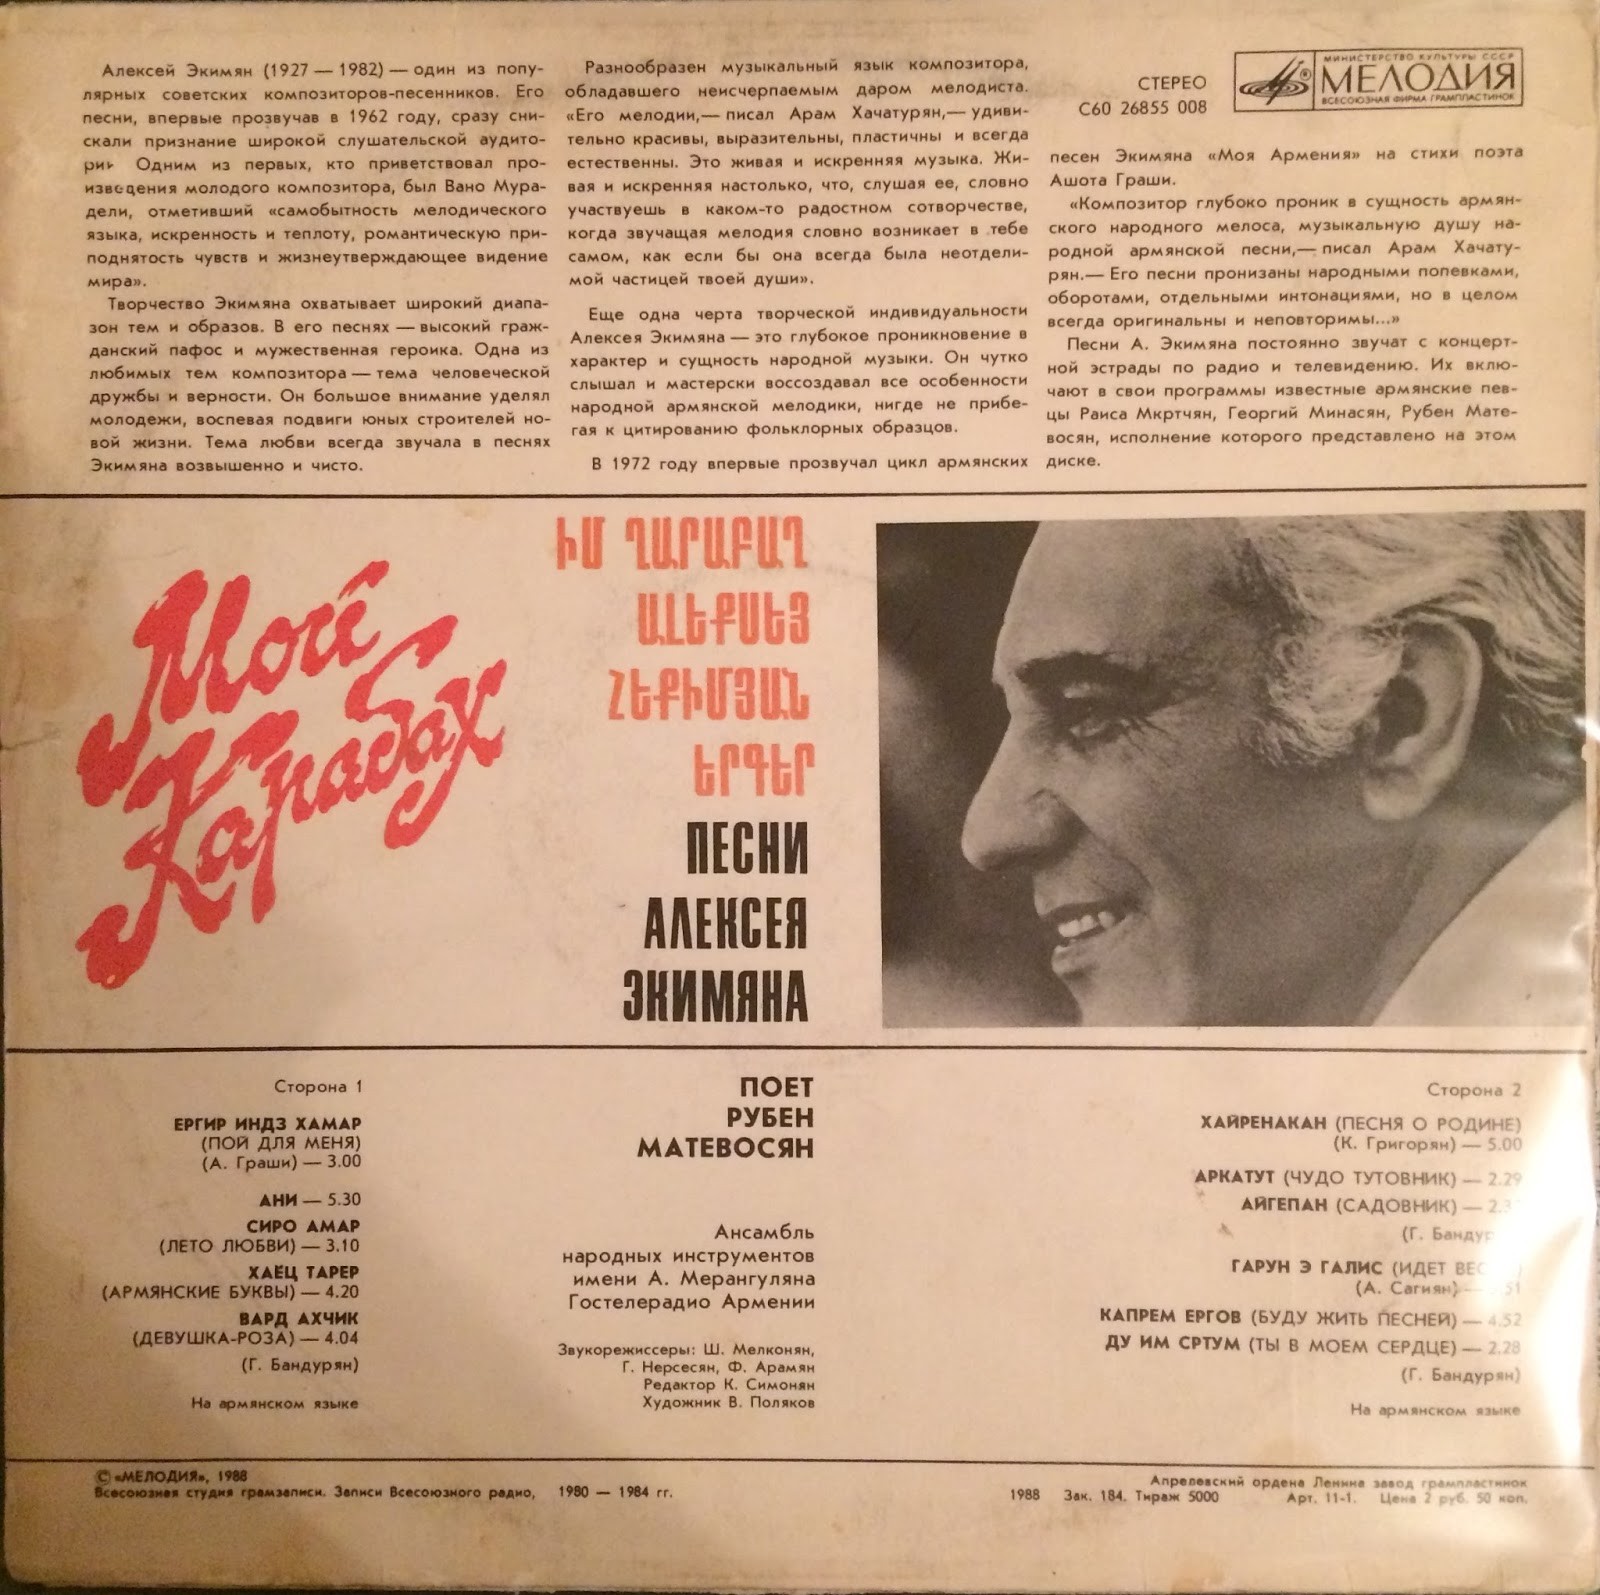 Алексей Экимян (1927 — 1982) — один из попу-
лярных советских композиторов-песенников. Его
песни, впервые прозвучав в 1962 году, сразу сни-
скали признание широкой слушательской аудито-
рии Одним из первых, кто приветствовал про-
изведения молодого композитора, был Вано Мура-
дели, отметивший «самобытность мелодического
языка, искренность и теплоту, романтическую при-
поднятость чувств и жизнеутверждающее видение
мира».
Творчество Экимяна охватывает широкий диапа-
зон тем и образов. В его песнях — высокий граж-
данский пафос и мужественная героика. Одна из
любимых тем композитора — тема человеческой
дружбы и верности. Он большое внимание уделял
молодежи, воспевая подвиги юных строителей но-
вой жизни. Тема любви всегда звучала в песнях
Экимяна возвышенно и чисто.
Разнообразен музыкальный язык композитора,
обладавшего неисчерпаемым даром мелодиста.
«Его мелодии,— писал Арам Хачатурян,— удиви-
тельно красивы, выразительны, пластичны и всегда
естественны. Это живая и искренняя музыка. Жи-
вая и искренняя настолько, что, слушая ее, словно
участвуешь в каком-то радостном сотворчестве,
когда звучащая мелодия словно возникает в тебе
самом, как если бы она всегда была неотдели-
мой частицей твоей души».
Еще одна черта творческой индивидуальности
Алексея Экимяна — это глубокое проникновение в
характер и сущность народной музыки. Он чутко
слышал и мастерски воссоздавал все особенности
народной армянской мелодики, нигде не прибе-
гая к цитированию фольклорных образцов.
В 1972 году впервые прозвучал цикл армянских
СТЕРЕО
С60 26855 008
МИНИСТЕРСТВО КУЛЬТУРЫ СССР
МЕЛОДИЯ
ВСЕСОЮЗНАЯ ФИРМА ГРАМПЛАСТИНОК
песен Экимяна «Моя Армения» на стихи поэта
Ашота Граши.
«Композитор глубоко проник в сущность армян-
ского народного мелоса, музыкальную душу на-
родной армянской песни,— писал Арам Хачату-
рян.— Его песни пронизаны народными попевками,
оборотами, отдельными интонациями, но в целом
всегда оригинальны и неповторимы...»
Песни А. Экимяна постоянно звучат с концерт-
ной эстрады по радио и телевидению. Их вклю-
чают в свои программы известные армянские пев-
цы Раиса Мкртчян, Георгий Минасян, Рубен Мате-
восян, исполнение которого представлено на этом
диске.
Мой
Карабах
ԻՄ ՂԱՐԱԲԱՂ
ԱԼԵՔՍԵՅ
ՀԵՔԻՄՅԱՆ
ԵՐԳԵՐ
ПЕСНИ
АЛЕКСЕЯ
ЭКИМЯНА
Сторона 1
ЕРГИР ИНДЗ ХАМАР
(ПОЙ ДЛЯ МЕНЯ)
(А. Граши) — 3.00
АНИ — 5.30
СИРО АМАР
(ЛЕТО ЛЮБВИ) — 3.10
ХАЕЦ ТАРЕР
(АРМЯНСКИЕ БУКВЫ) — 4.20
ВАРД АХЧИК
(ДЕВУШКА-РОЗА) — 4.04
(Г. Бандурян)
На армянском языке
ПОЕТ
РУБЕН
МАТЕВОСЯН
Ансамбль
народных инструментов
имени А. Мерангуляна
Гостелерадио Армении
Звукорежиссеры: Ш. Мелконян,
Г. Нерсесян, Ф. Арамян
Редактор К. Симонян
Художник В. Поляков
Сторона 2
ХАЙРЕНАКАН (ПЕСНЯ О РОДИНЕ)
(К. Григорян) — 5.00
АРКАТУТ (ЧУДО ТУТОВНИК) — 2.29
АЙГЕПАН (САДОВНИК) —
(Г.
ГАРУН Э ГАЛИС (ИДЕТ
(А. Сагиян)
КАПРЕМ ЕРГОВ (БУДУ ЖИТЬ ПЕСНЕЙ) — 4.52
ДУ ИМ СРТУМ (ТЫ В МОЕМ СЕРДЦЕ) — 2.28
(Г. Бандурян)
На армянском языке
© «МЕЛОДИЯ», 1988
Всесоюзная студия грамзаписи. Записи Всесоюзного радио, 1980 — 1984 гг.
Апрелевский ордена Ленина завод грампластинок
1988 Зак. 184. Тираж 5000 Арт. 11-1. Цена 2 руб. 50 коп.